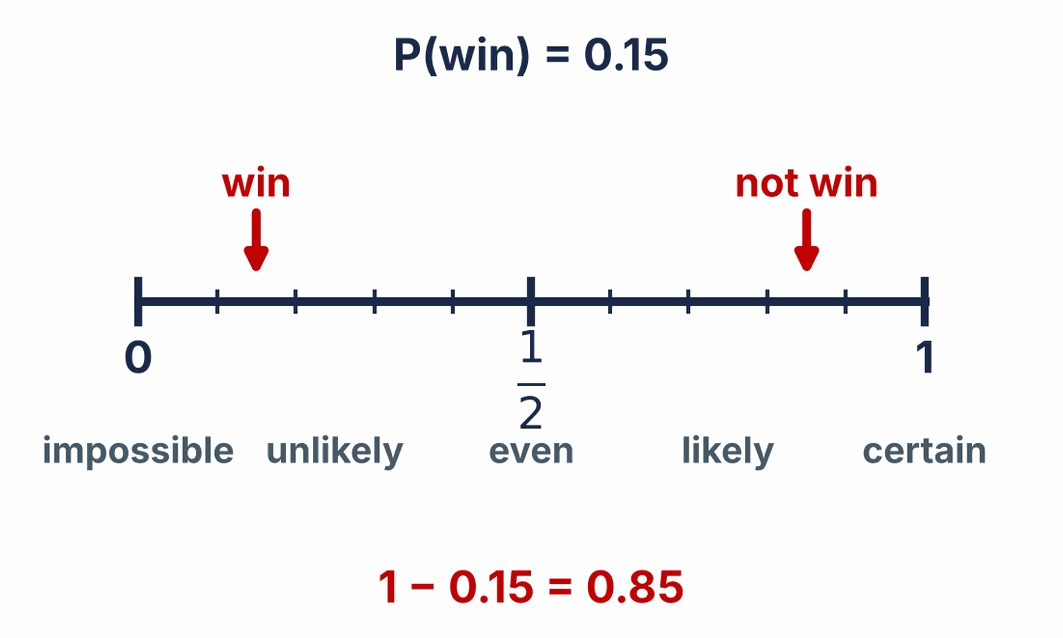 P(win) = 0.15
win not win
0 1/2 1
impossible unlikely even likely certain
1 − 0.15 = 0.85